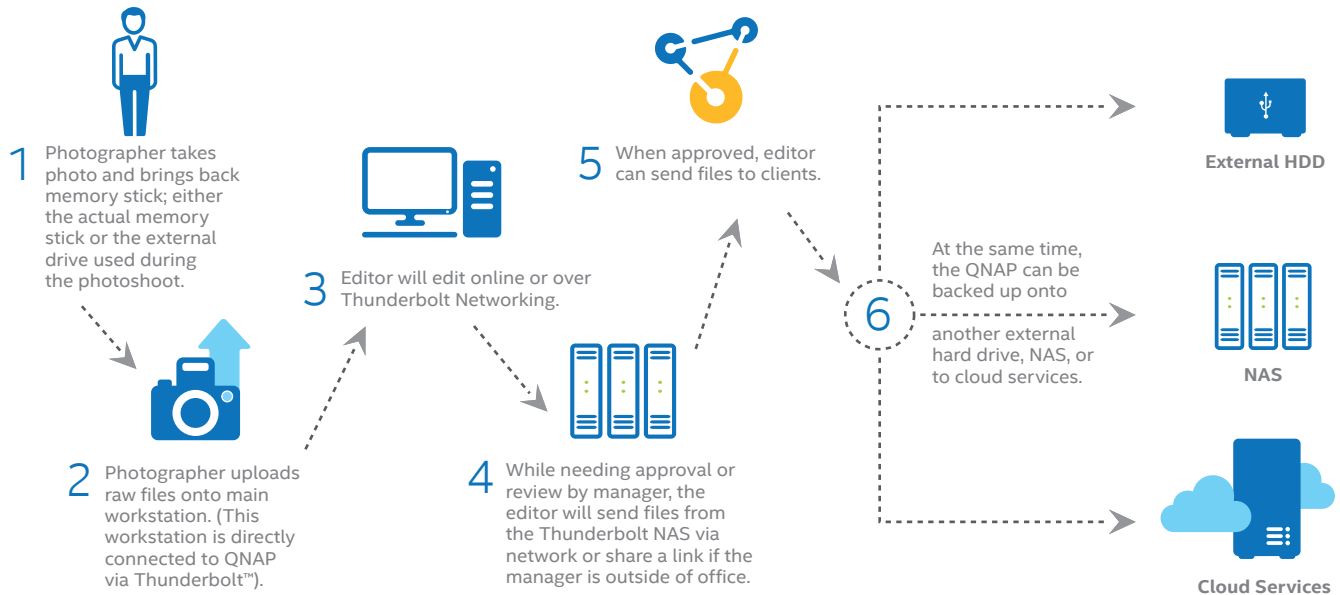 1
Photographer takes
photo and brings back
memory stick; either
the actual memory
stick or the external
drive used during
the photoshoot.
2
Photographer uploads
raw files onto main
workstation. (This
workstation is directly
connected to QNAP
via Thunderbolt™).
3
Editor will edit online or over
Thunderbolt Networking.
4
While needing approval or
review by manager, the
editor will send files from
the Thunderbolt NAS via
network or share a link if the
manager is outside of office.
5
When approved, editor
can send files to clients.
6
At the same time,
the QNAP can be
backed up onto
another external
hard drive, NAS, or
to cloud services.
External HDD
NAS
Cloud Services